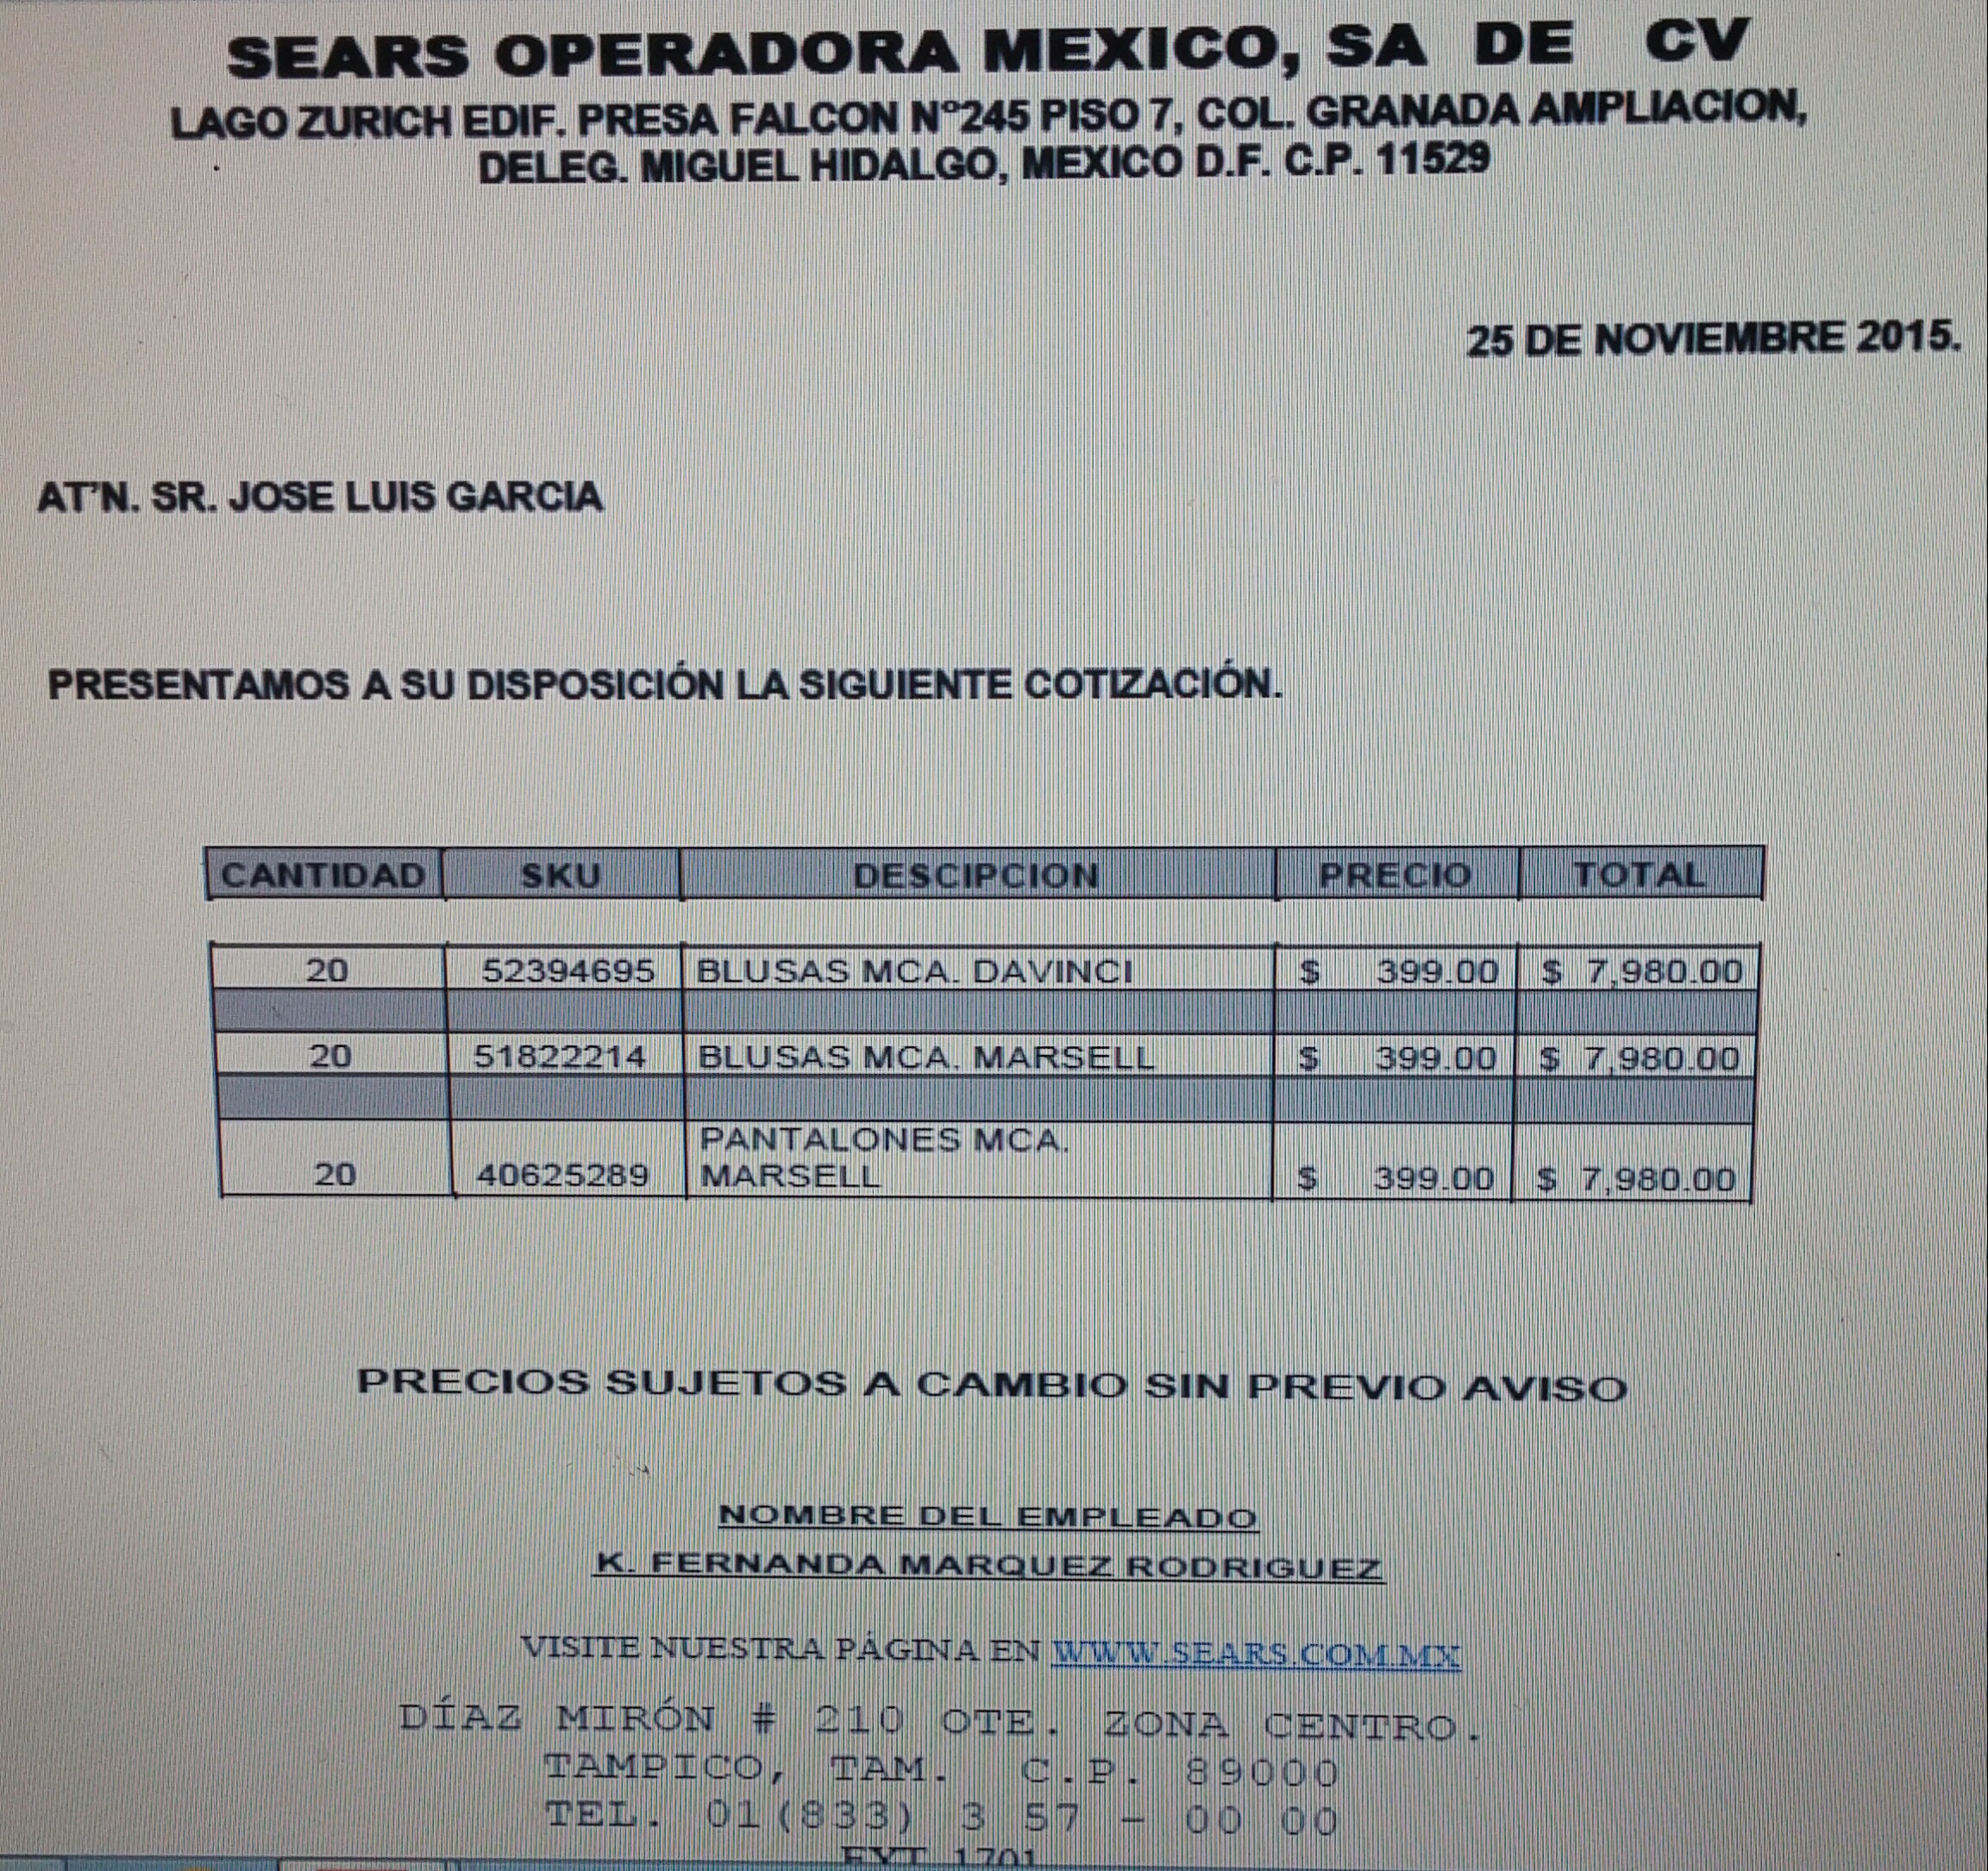 SEARS OPERADORA MEXICO, SA DE CV
LAGO ZURICH EDIF. PRESA FALCON N°245 PISO 7, COL. GRANADA AMPLIACION,
DELEG. MIGUEL HIDALGO, MEXICO D.F. C.P. 11529
25 DE NOVIEMBRE 2015.
AT'N. SR. JOSE LUIS GARCIA
PRESENTAMOS A SU DISPOSICIÓN LA SIGUIENTE COTIZACIÓN.
CANTIDAD SKU DESCIPCION PRECIO TOTAL
20 52394695 BLUSAS MCA. DAVINCI $ 399.00 $ 7,980.00
20 51822214 BLUSAS MCA. MARSELL $ 399.00 $ 7,980.00
PANTALONES MCA.
20 40625289 MARSELL $ 399.00 $ 7,980.00
PRECIOS SUJETOS A CAMBIO SIN PREVIO AVISO
NOMBRE DEL EMPLEADO
K. FERNANDA MARQUEZ RODRIGUEZ
VISITE NUESTRA PÁGINA EN WWW.SEARS.COM.MX
DÍAZ MIRÓN # 210 OTE. ZONA CENTRO.
TAMPICO, TAM. C.P. 89000
TEL. 01(833) 3 57 - 00 00
EXT 1701